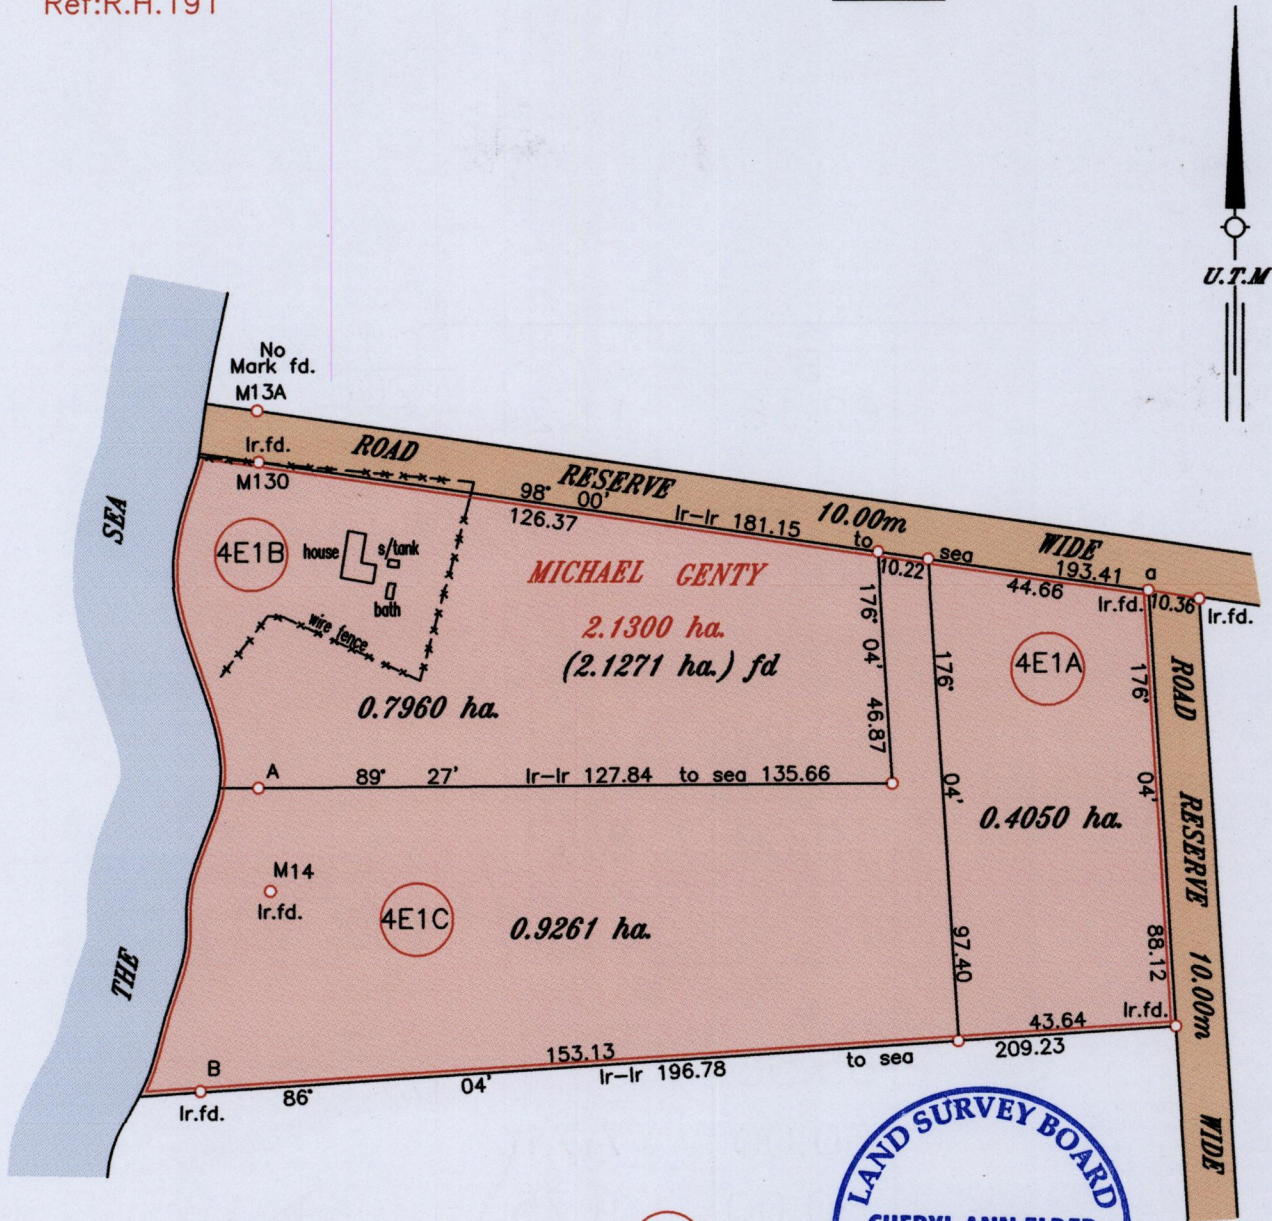 Ref:R.H.191
U.T.M
No
Mark fd.
M13A
Ir.fd.
M130
ROAD RESERVE 10.00m WIDE
98° 00' Ir-Ir 181.15 to sea 193.41 a
126.37
10.22
44.66
Ir.fd.
10.36
Ir.fd.
SEA
4E1B
house
s/tank
bath
wire fence
MICHAEL GENTY
2.1300 ha.
(2.1271 ha.) fd
0.7960 ha.
176° 04' 46.87
176° 04' 97.40
4E1A
0.4050 ha.
176° 04' 88.12
ROAD RESERVE 10.00m WIDE
A
89° 27' Ir-Ir 127.84 to sea 135.66
M14
Ir.fd.
4E1C
0.9261 ha.
THE
Ir.fd.
43.64
153.13
B
Ir.fd.
86° 04' Ir-Ir 196.78 to sea 209.23
LAND SURVEY BOARD